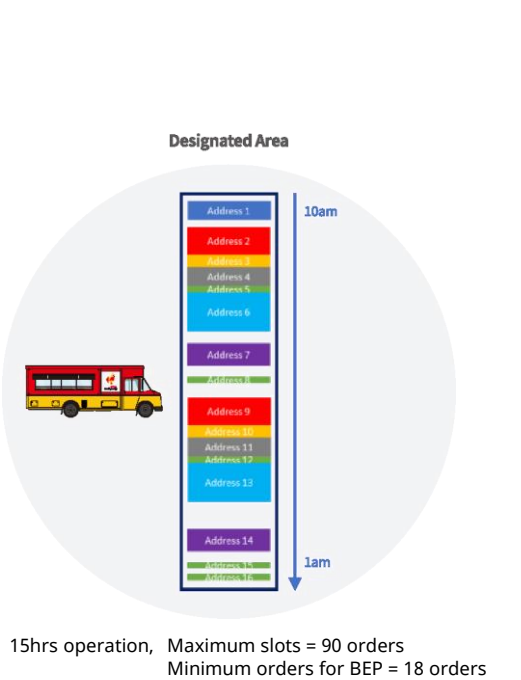 Designated Area
10am
Address 1
Address 2
Address 3
Address 4
Address 5
Address 6
Address 7
Address 8
Address 9
Address 10
Address 11
Address 12
Address 13
Address 14
1am
Address 15
Address 16
15hrs operation, Maximum slots = 90 orders
Minimum orders for BEP = 18 orders